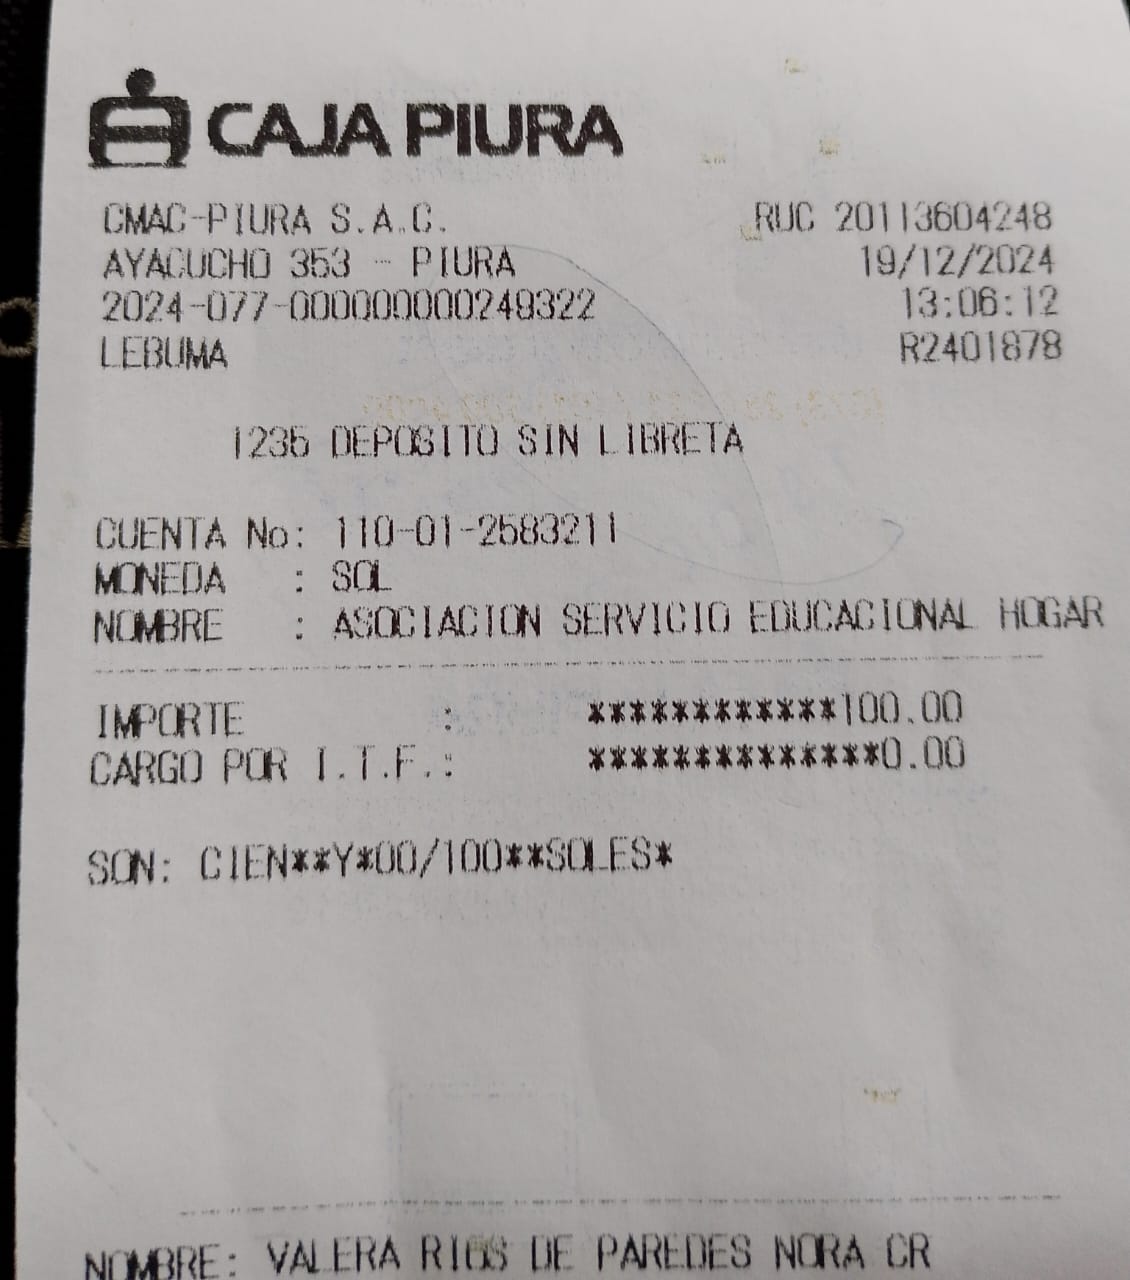 CAJA PIURA
CMAC-PIURA S.A.C. RUC 20113604248
AYACUCHO 353 - PIURA 19/12/2024
2024-077-000000000249322 13:06:12
LEBUMA R2401878
1235 DEPOSITO SIN LIBRETA
CUENTA No: 110-01-2583211
MONEDA : SOL
NOMBRE : ASOCIACION SERVICIO EDUCACIONAL HOGAR
IMPORTE : ************100.00
CARGO POR I.T.F.: **************0.00
SON: CIEN**Y*00/100**SOLES*
NOMBRE: VALERA RIOS DE PAREDES NORA CR